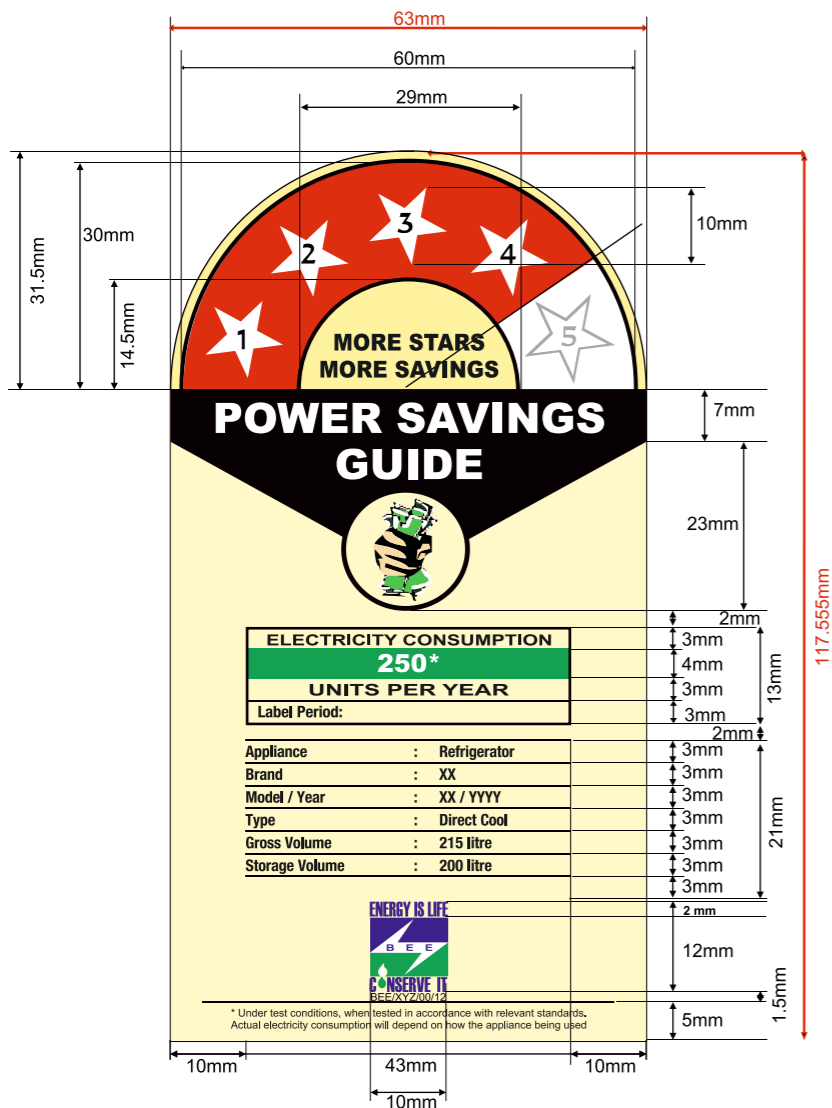 63mm
60mm
29mm
31.5mm
30mm
14.5mm
10mm
1
2
3
4
5
MORE STARS
MORE SAVINGS
POWER SAVINGS
GUIDE
7mm
23mm
117.555mm
2mm
ELECTRICITY CONSUMPTION
250*
UNITS PER YEAR
Label Period:
3mm
4mm
3mm
3mm
13mm
2mm
Appliance : Refrigerator
Brand : XX
Model / Year : XX / YYYY
Type : Direct Cool
Gross Volume : 215 litre
Storage Volume : 200 litre
3mm
3mm
3mm
3mm
3mm
3mm
3mm
21mm
ENERGY IS LIFE
BEE
CONSERVE IT
BEE/XYZ/00/12
2 mm
12mm
1.5mm
5mm
* Under test conditions, when tested in accordance with relevant standards.
Actual electricity consumption will depend on how the appliance being used
10mm
43mm
10mm
10mm